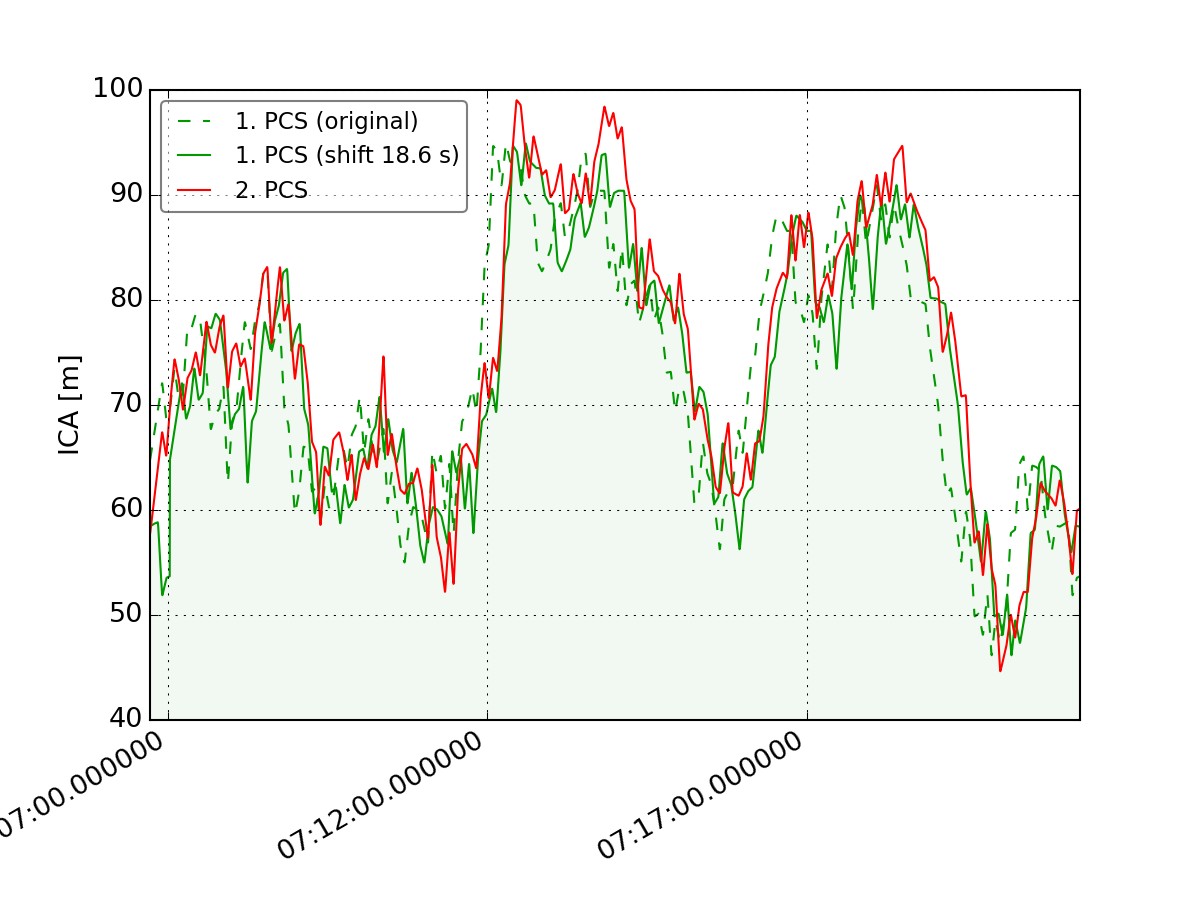 100
90
80
70
60
50
40
ICA [m]
1. PCS (original)
1. PCS (shift 18.6 s)
2. PCS
07:00.000000
07:12:00.000000
07:17:00.000000